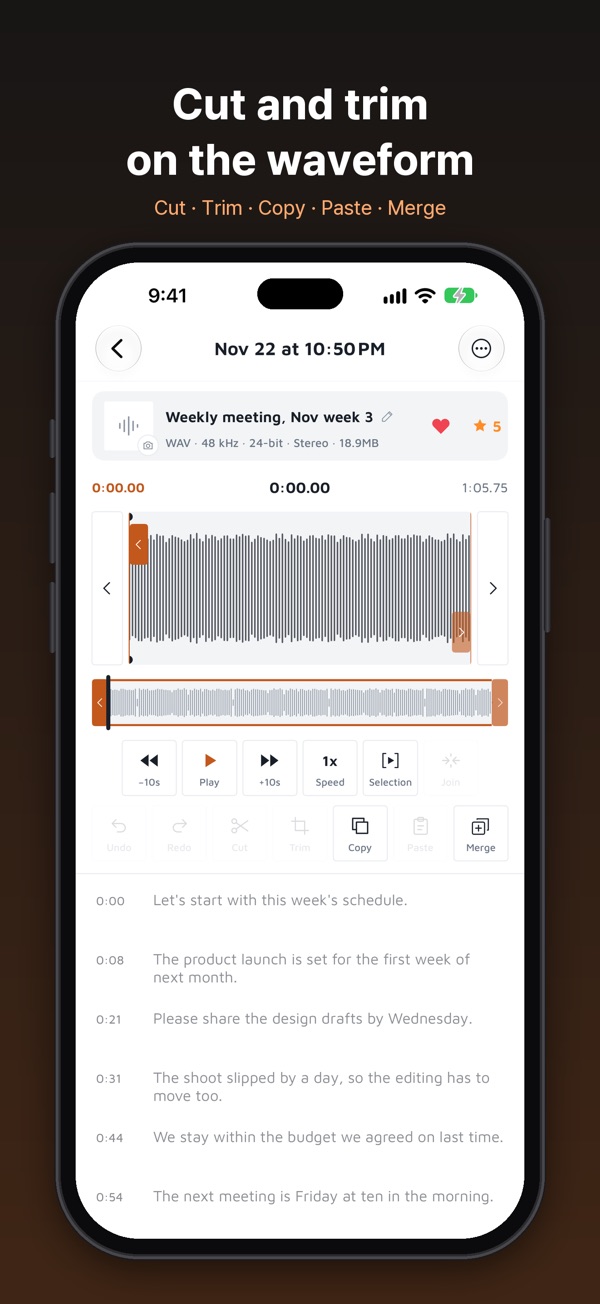 Cut and trim
on the waveform
Cut · Trim · Copy · Paste · Merge
9:41
Nov 22 at 10:50 PM
Weekly meeting, Nov week 3
5
WAV · 48 kHz · 24-bit · Stereo · 18.9MB
0:00.00
0:00.00
1:05.75
-10s
Play
+10s
1x
Speed
Selection
Join
Undo
Redo
Cut
Trim
Copy
Paste
Merge
0:00
Let's start with this week's schedule.
0:08
The product launch is set for the first week of
next month.
0:21
Please share the design drafts by Wednesday.
0:31
The shoot slipped by a day, so the editing has to
move too.
0:44
We stay within the budget we agreed on last time.
0:54
The next meeting is Friday at ten in the morning.